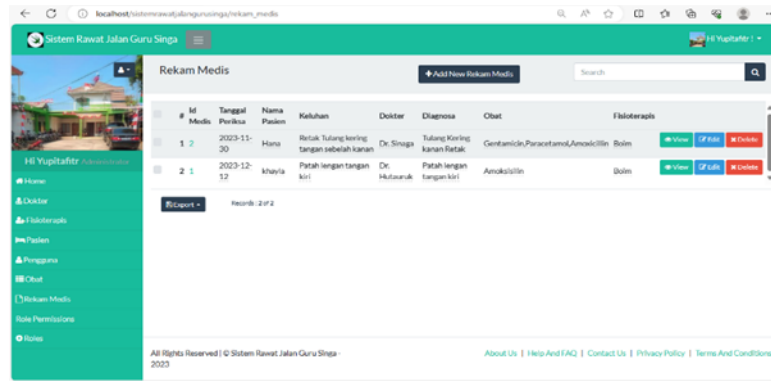 localhost/sistemrawatjalangurusinga/rekam_medis
Sistem Rawat Jalan Guru Singa
Hi Yupitafitr !
Hi Yupitafitr Administrator
Home
Dokter
Fisioterapis
Pasien
Pengguna
Obat
Rekam Medis
Role Permissions
Roles
Rekam Medis
+Add New Rekam Medis
Search
# Id Medis Tanggal Periksa Nama Pasien Keluhan Dokter Diagnosa Obat Fisioterapis
1 2 2023-11-30 Hana Retak Tulang kering tangan sebelah kanan Dr. Sinaga Tulang Kering kanan Retak Gentamicin,Paracetamol,Amoxicillin Boim View Edit Delete
2 1 2023-12-12 khayla Patah lengan tangan kiri Dr. Hutauruk Patah lengan tangan kiri Amoksisilin Boim View Edit Delete
Export
Records : 2 of 2
All Rights Reserved | © Sistem Rawat Jalan Guru Singa - 2023
About Us | Help And FAQ | Contact Us | Privacy Policy | Terms And Conditions